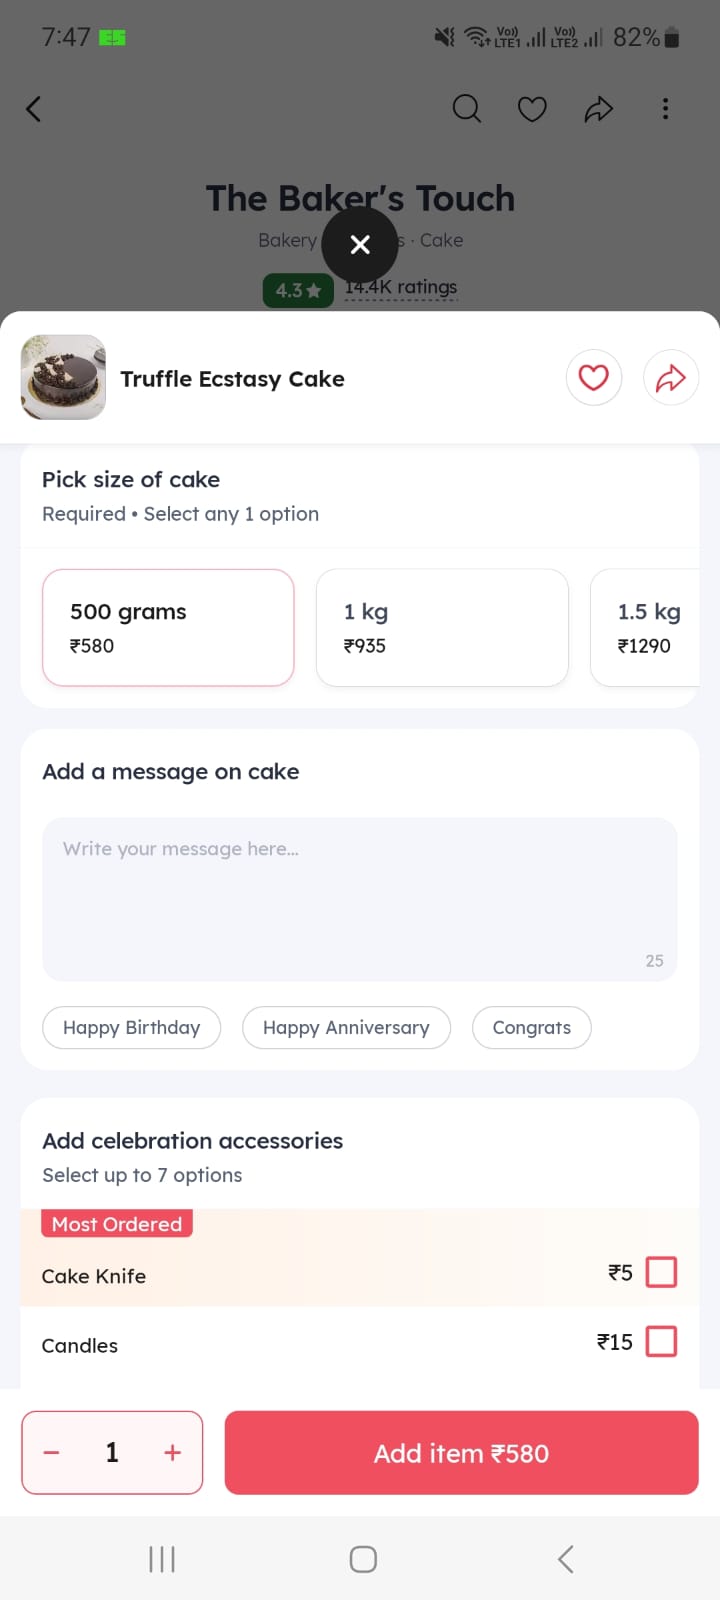 7:47
Vo)) LTE1 Vo)) LTE2 82%
The Baker's Touch
Bakery s · Cake
4.3★ 14.4K ratings
Truffle Ecstasy Cake
Pick size of cake
Required • Select any 1 option
500 grams 1 kg 1.5 kg
₹580 ₹935 ₹1290
Add a message on cake
Write your message here...
25
Happy Birthday Happy Anniversary Congrats
Add celebration accessories
Select up to 7 options
Most Ordered
Cake Knife ₹5
Candles ₹15
− 1 + Add item ₹580